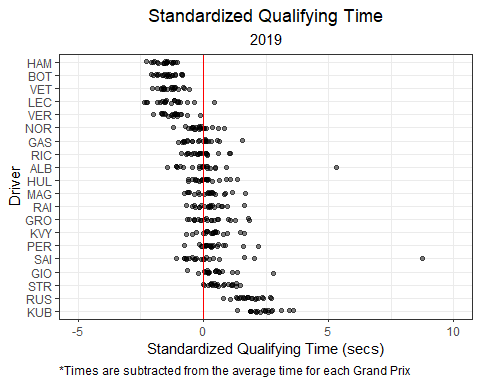 Standardized Qualifying Time
2019
Driver
HAM
BOT
VET
LEC
VER
NOR
GAS
RIC
ALB
HUL
MAG
RAI
GRO
KVY
PER
SAI
GIO
STR
RUS
KUB
-5 0 5 10
Standardized Qualifying Time (secs)
*Times are subtracted from the average time for each Grand Prix